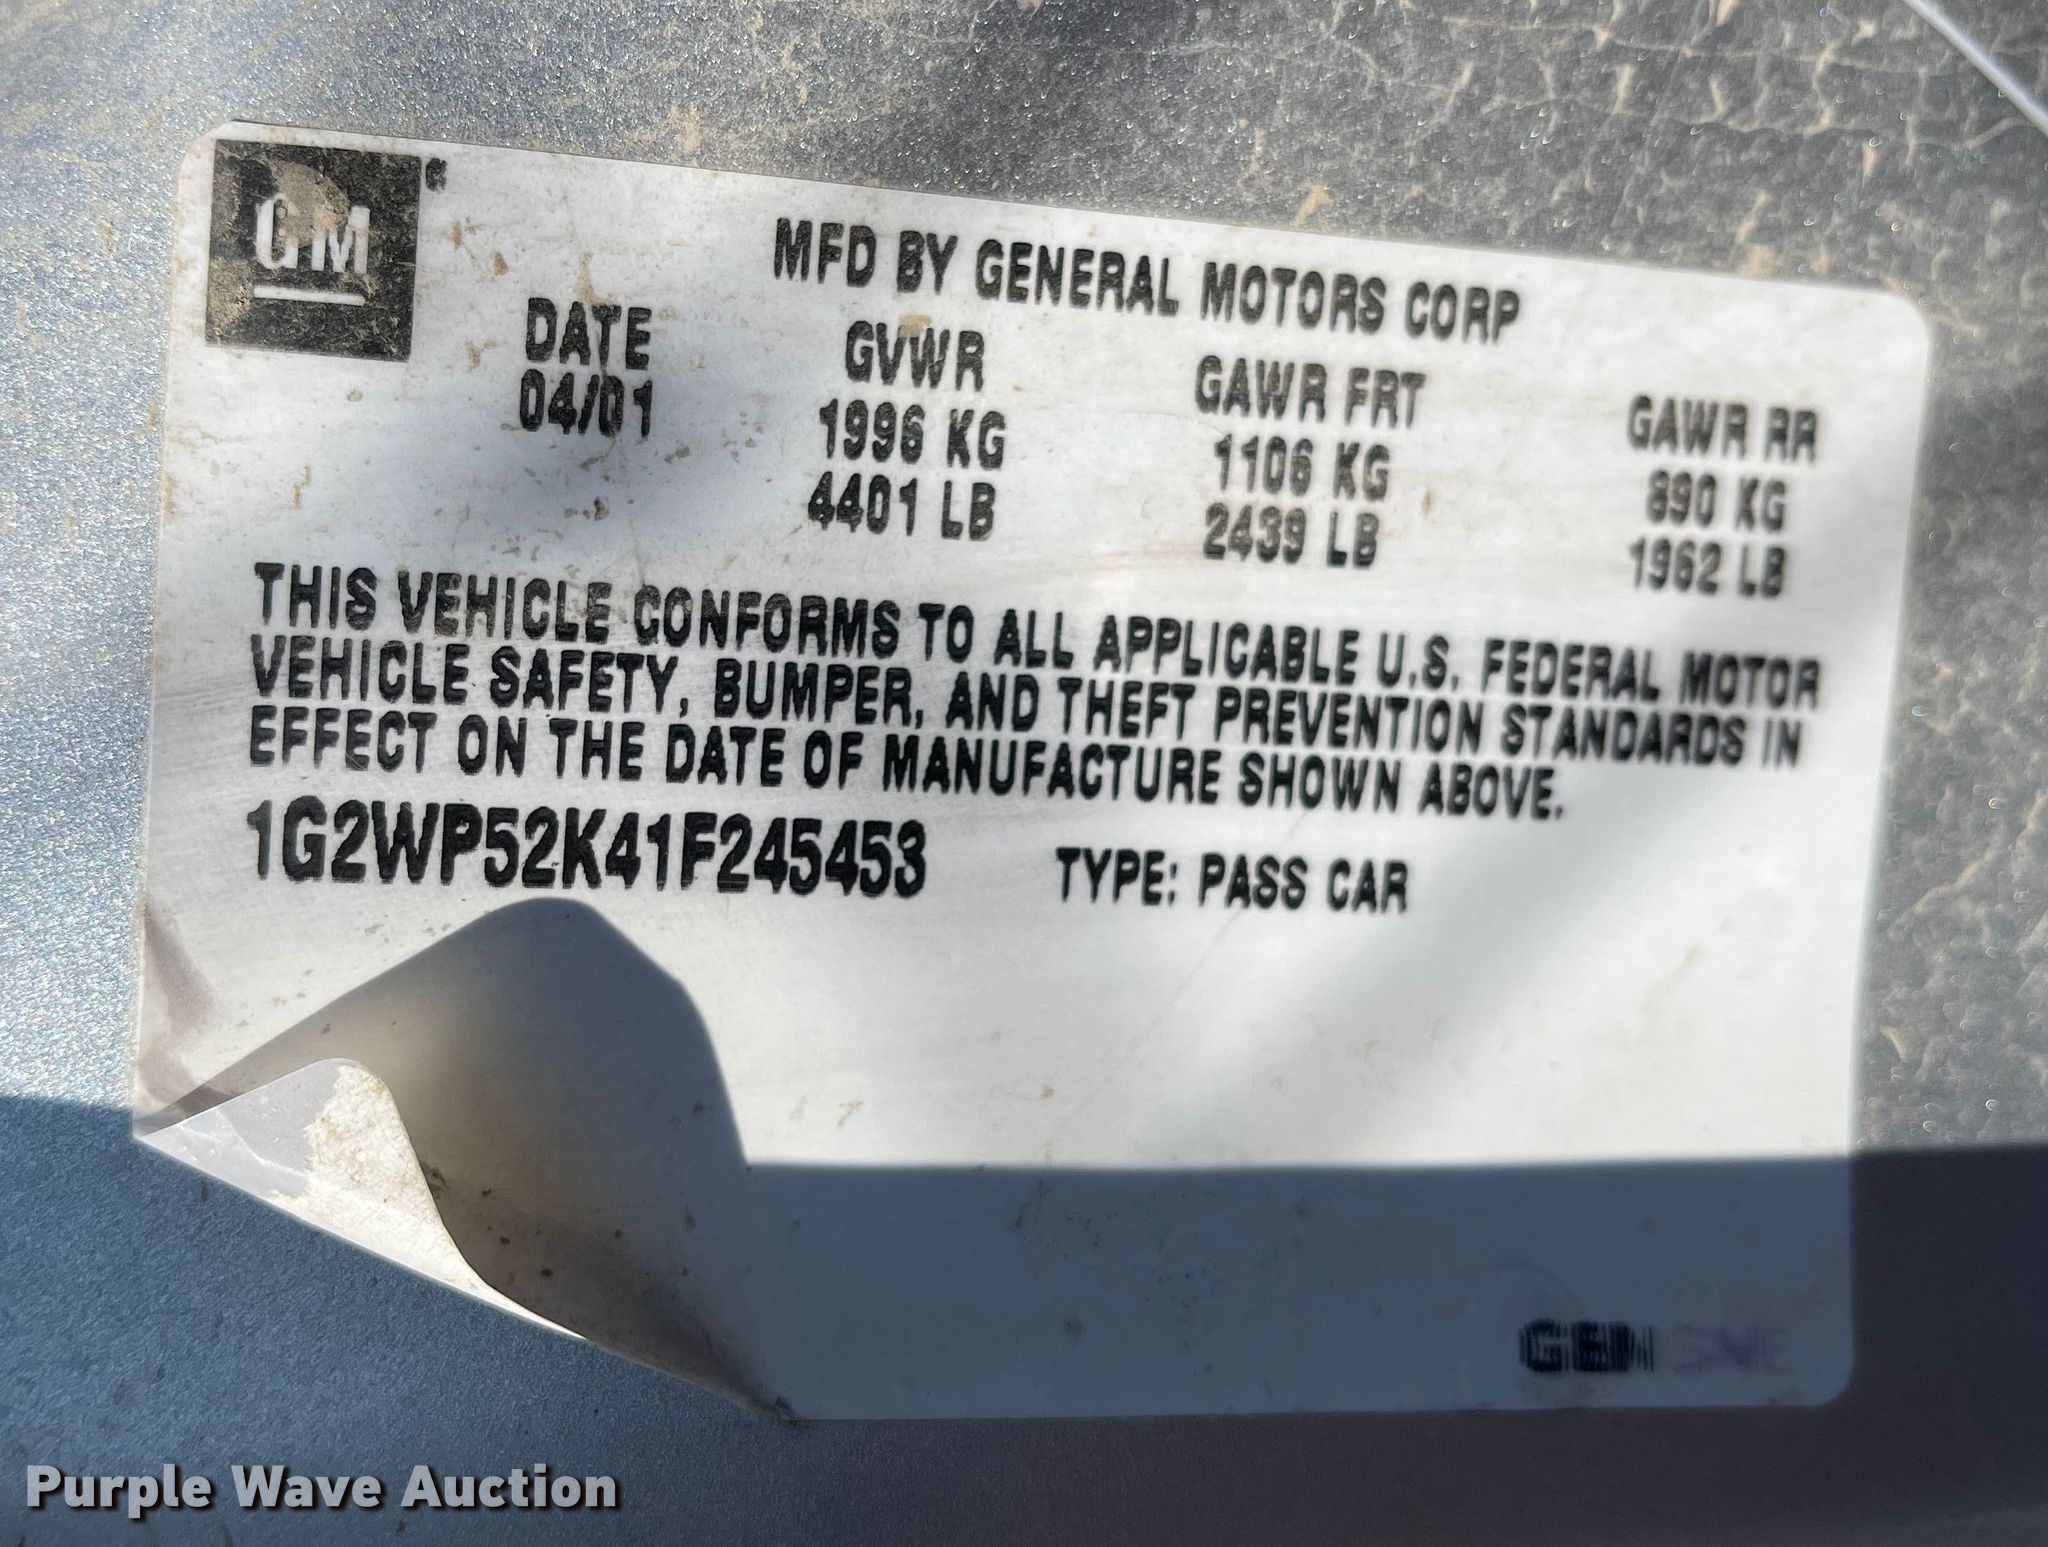 GM
MFD BY GENERAL MOTORS CORP
DATE GVWR GAWR FRT GAWR RR
04/01 1996 KG 1106 KG 890 KG
4401 LB 2439 LB 1962 LB
THIS VEHICLE CONFORMS TO ALL APPLICABLE U.S. FEDERAL MOTOR
VEHICLE SAFETY, BUMPER, AND THEFT PREVENTION STANDARDS IN
EFFECT ON THE DATE OF MANUFACTURE SHOWN ABOVE.
1G2WP52K41F245453 TYPE: PASS CAR
Purple Wave Auction